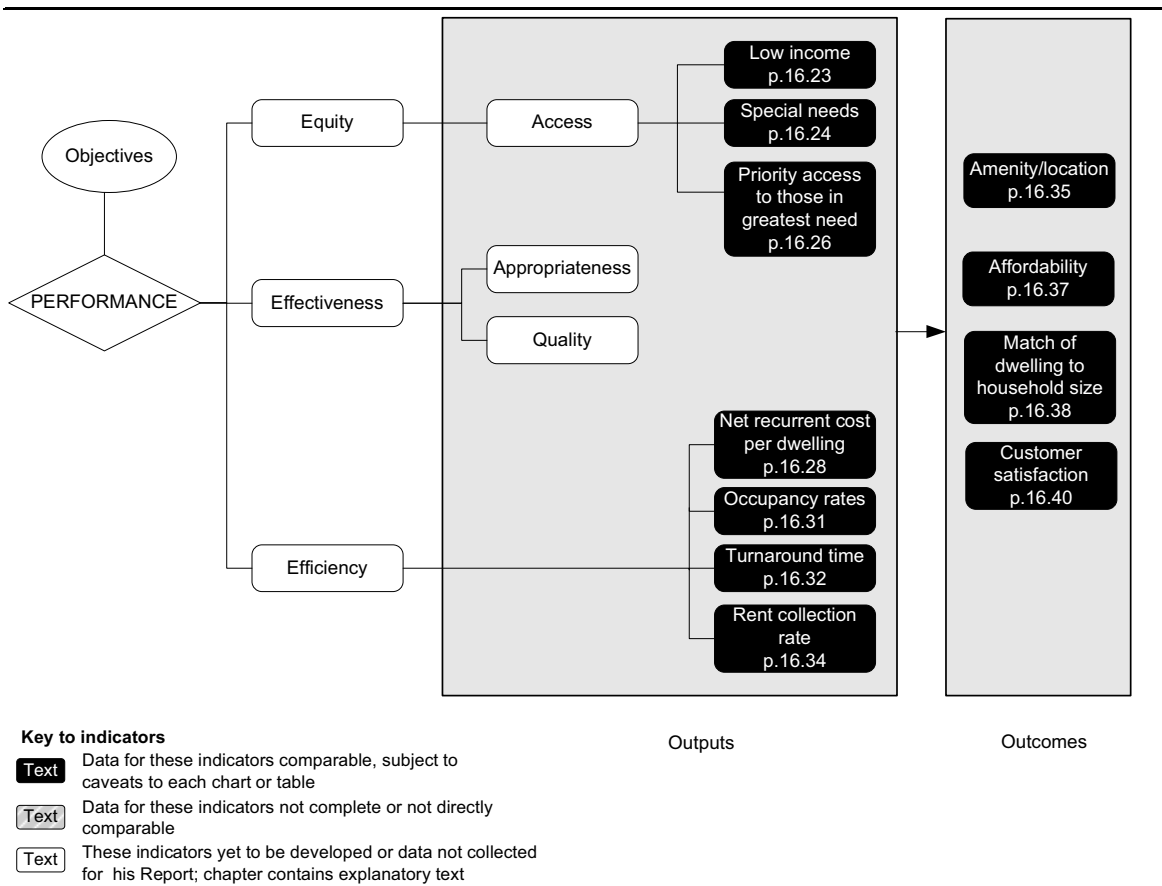 Objectives
PERFORMANCE
Equity
Effectiveness
Efficiency
Access
Appropriateness
Quality
Low income
p.16.23
Special needs
p.16.24
Priority access
to those in
greatest need
p.16.26
Net recurrent cost
per dwelling
p.16.28
Occupancy rates
p.16.31
Turnaround time
p.16.32
Rent collection
rate
p.16.34
Amenity/location
p.16.35
Affordability
p.16.37
Match of
dwelling to
household size
p.16.38
Customer
satisfaction
p.16.40
Outputs
Outcomes
Key to indicators
Text
Data for these indicators comparable, subject to
caveats to each chart or table
Text
Data for these indicators not complete or not directly
comparable
Text
These indicators yet to be developed or data not collected
for his Report; chapter contains explanatory text